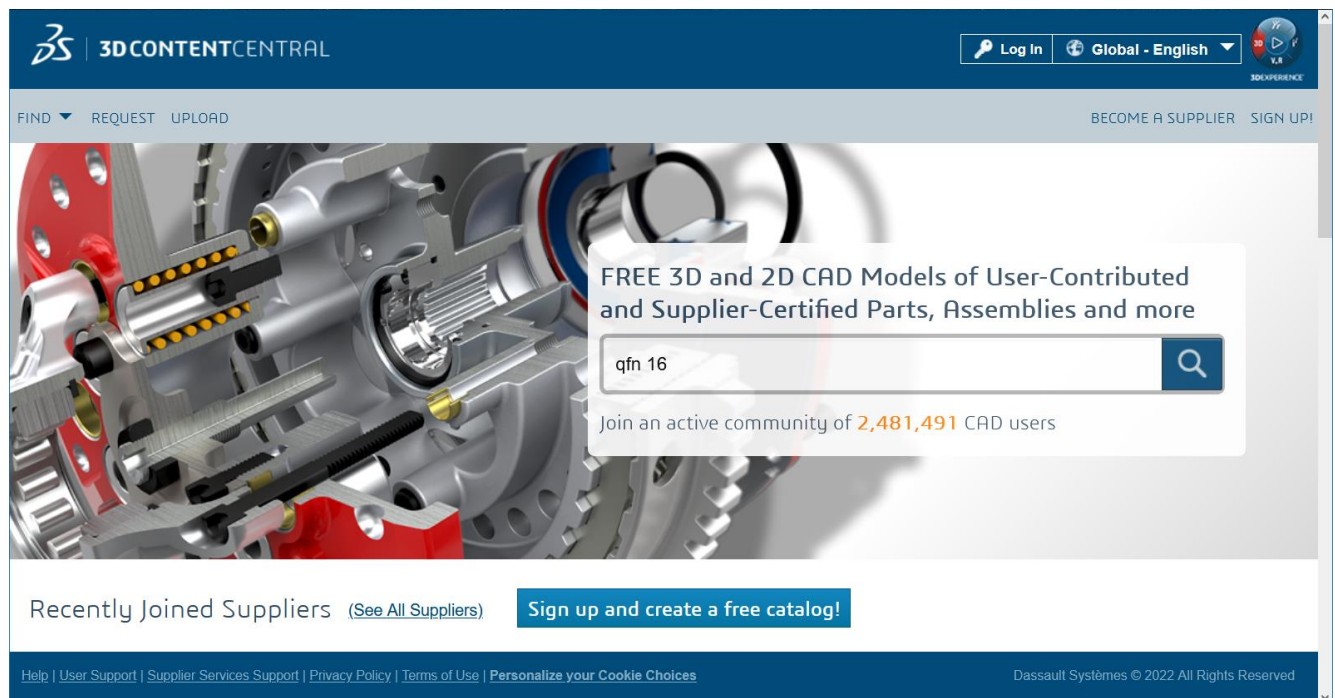 3DS | 3DCONTENTCENTRAL
Log In
Global - English
3D
V,R
3DEXPERIENCE
FIND REQUEST UPLOAD
BECOME A SUPPLIER SIGN UP!
FREE 3D and 2D CAD Models of User-Contributed
and Supplier-Certified Parts, Assemblies and more
qfn 16
Join an active community of 2,481,491 CAD users
Recently Joined Suppliers (See All Suppliers)
Sign up and create a free catalog!
Help | User Support | Supplier Services Support | Privacy Policy | Terms of Use | Personalize your Cookie Choices
Dassault Systèmes © 2022 All Rights Reserved